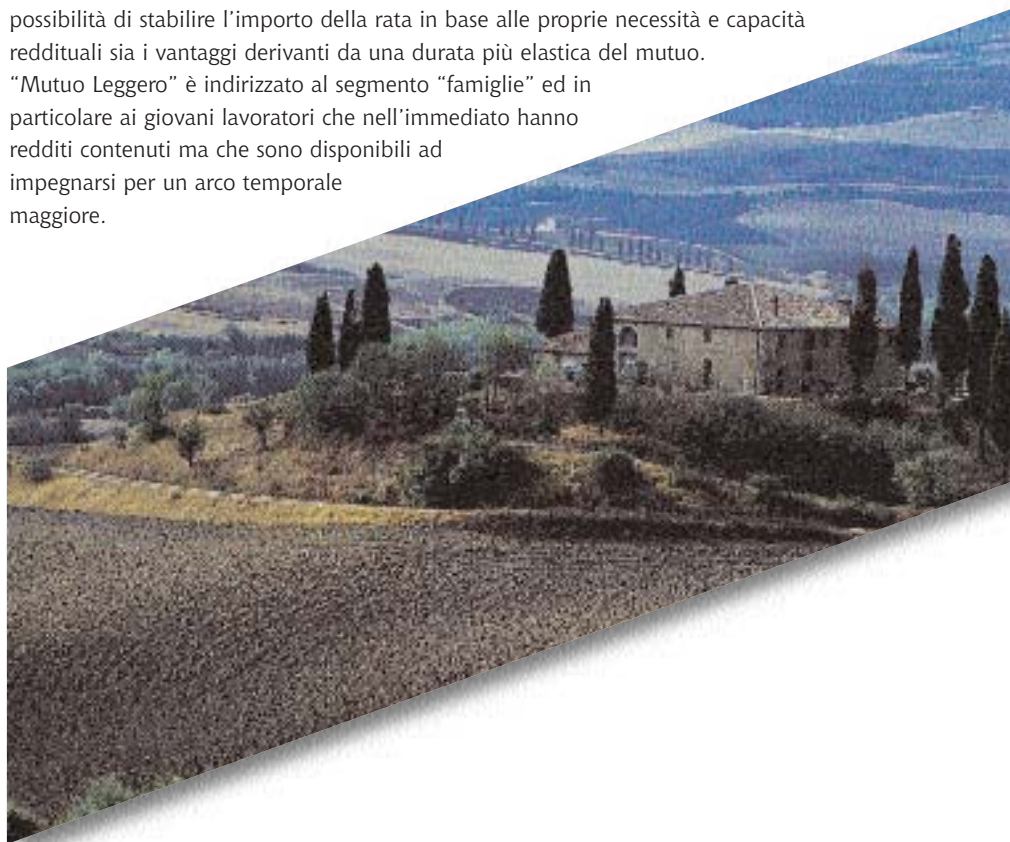 possibilità di stabilire l’importo della rata in base alle proprie necessità e capacità
reddituali sia i vantaggi derivanti da una durata più elastica del mutuo.
“Mutuo Leggero” è indirizzato al segmento “famiglie” ed in
particolare ai giovani lavoratori che nell’immediato hanno
redditi contenuti ma che sono disponibili ad
impegnarsi per un arco temporale
maggiore.